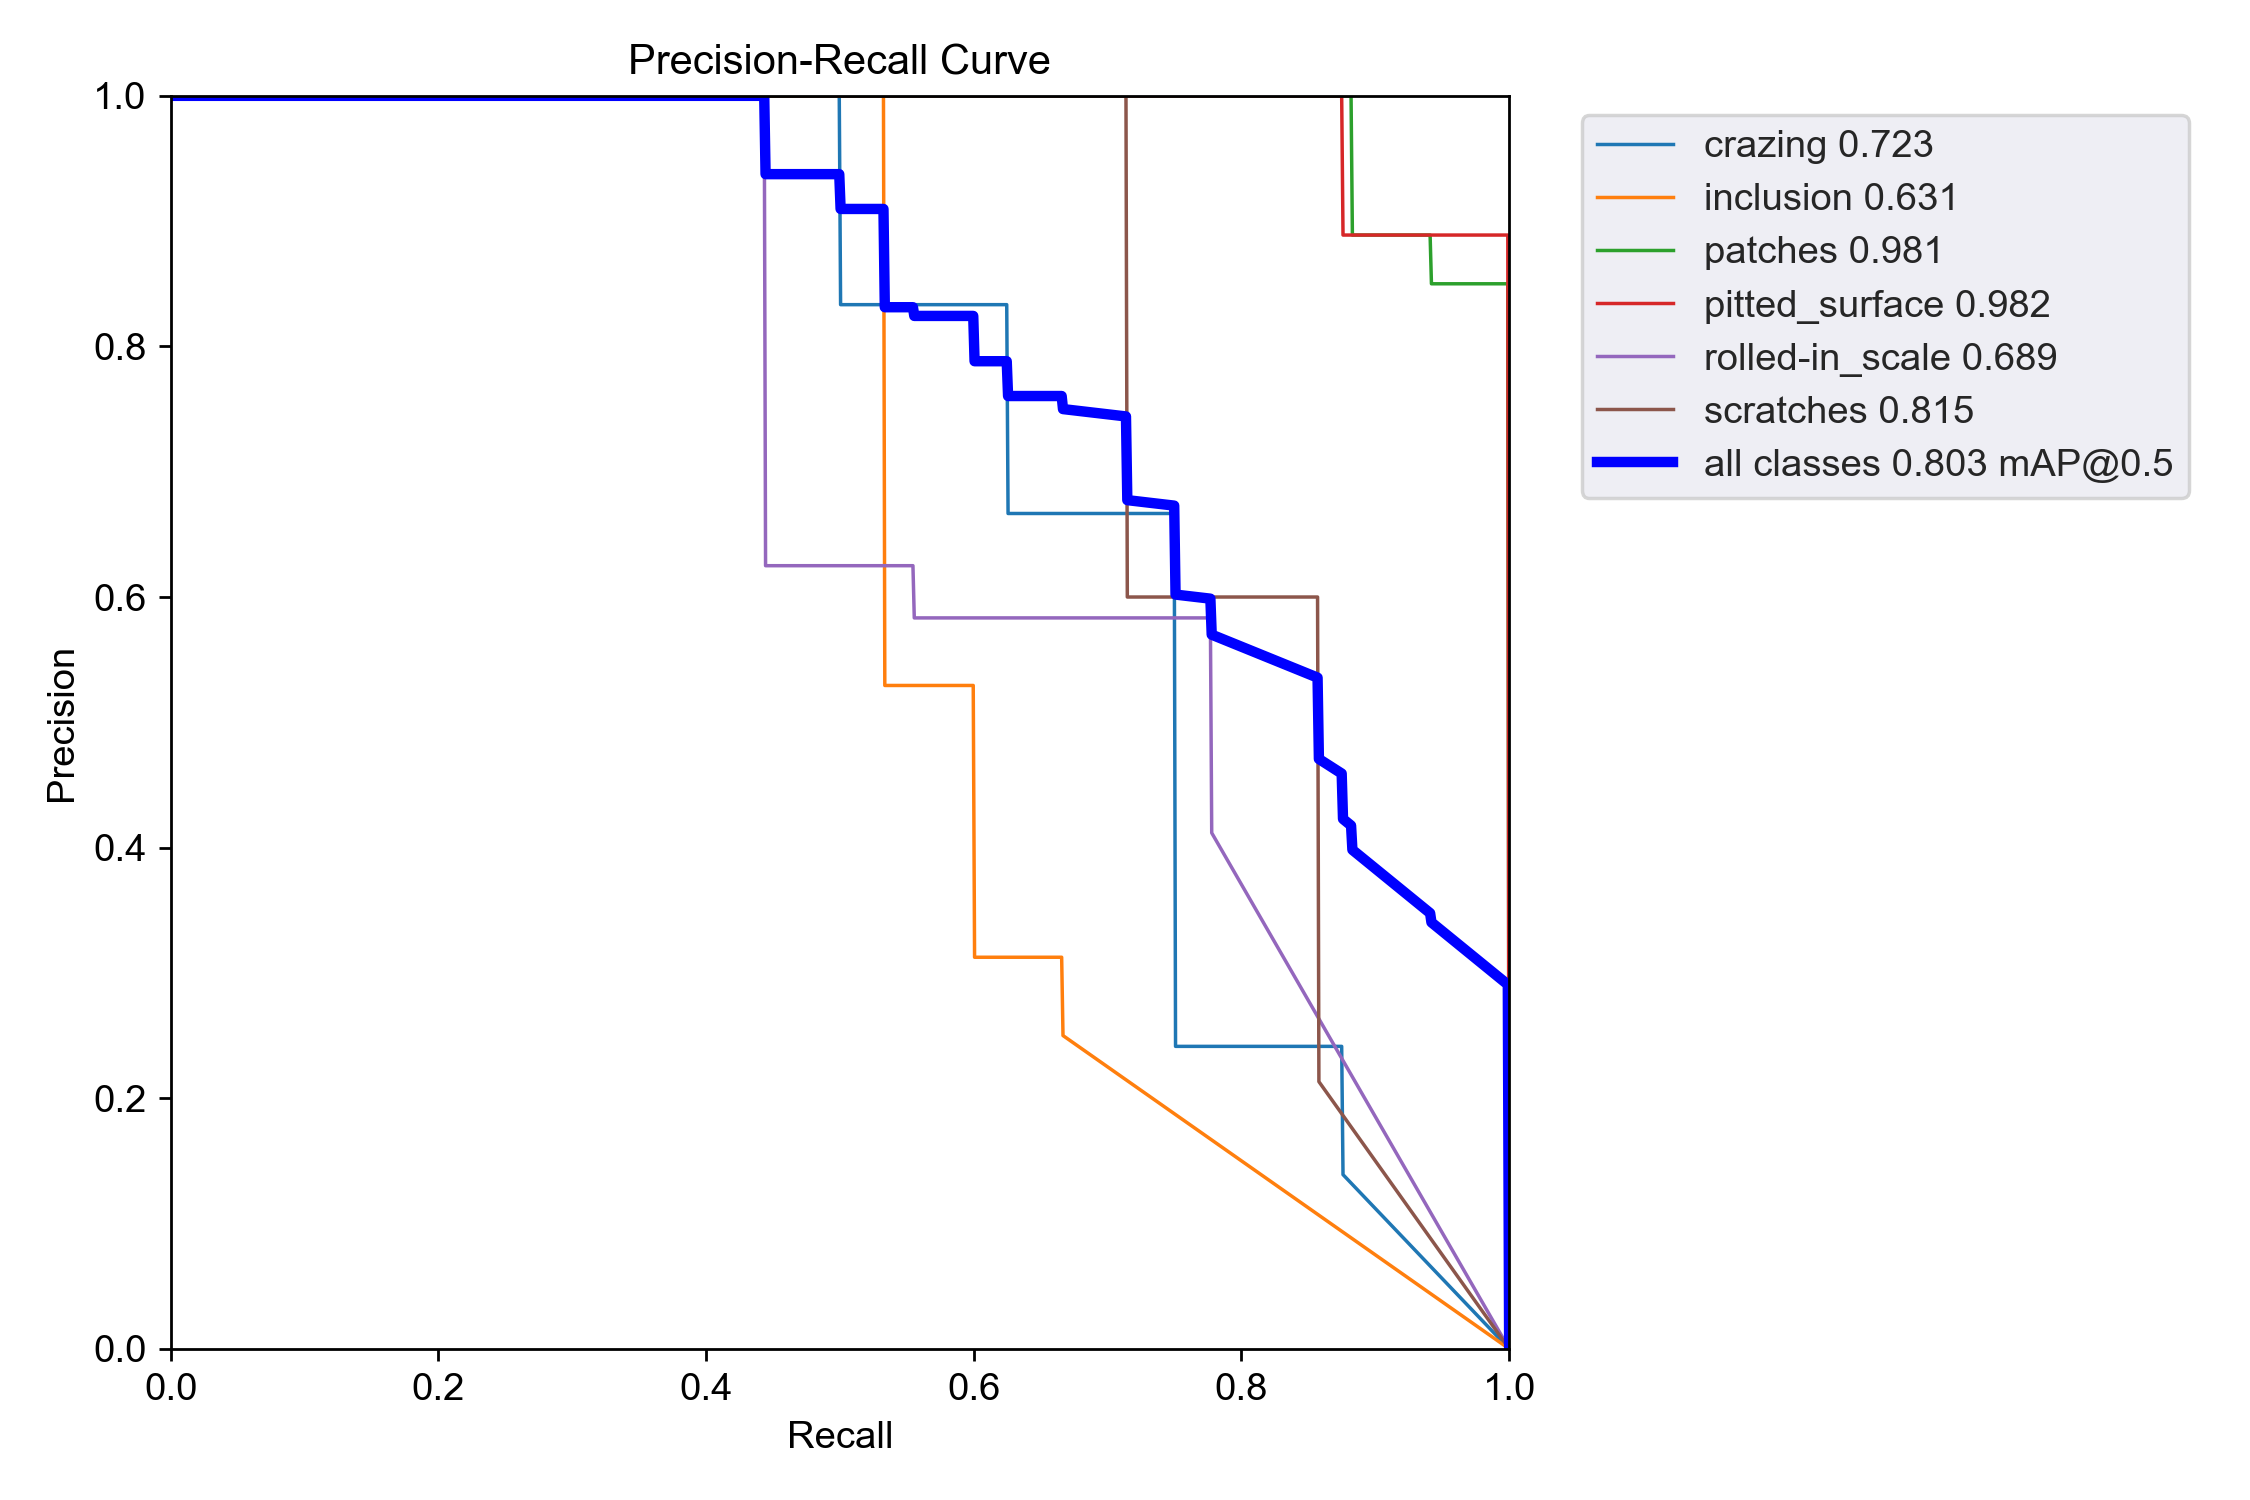 Precision-Recall Curve
1.0
0.8
0.6
0.4
0.2
0.0
Precision
0.0 0.2 0.4 0.6 0.8 1.0
Recall
crazing 0.723
inclusion 0.631
patches 0.981
pitted_surface 0.982
rolled-in_scale 0.689
scratches 0.815
all classes 0.803 mAP@0.5